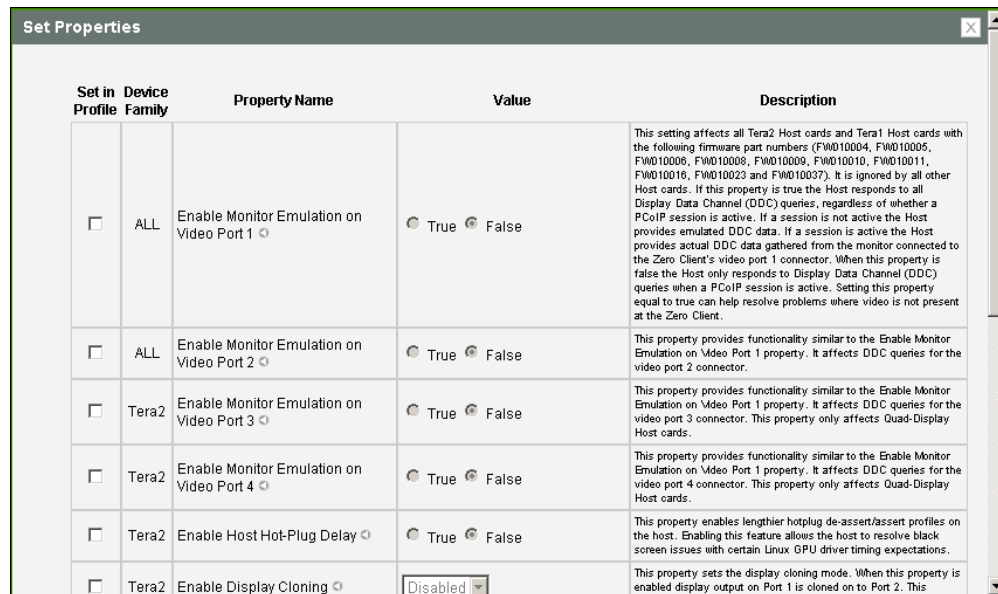 Set Properties
X
Set in Profile
Device Family
Property Name
Value
Description
ALL
Enable Monitor Emulation on
Video Port 1
True False
This setting affects all Tera2 Host cards and Tera1 Host cards with
the following firmware part numbers (FW010004, FW010005,
FW010006, FW010008, FW010009, FW010010, FW010011,
FW010016, FW010023 and FW010037). It is ignored by all other
Host cards. If this property is true the Host responds to all
Display Data Channel (DDC) queries, regardless of whether a
PCoIP session is active. If a session is not active the Host
provides emulated DDC data. If a session is active the Host
provides actual DDC data gathered from the monitor connected to
the Zero Client's video port 1 connector. When this property is
false the Host only responds to Display Data Channel (DDC)
queries when a PCoIP session is active. Setting this property
equal to true can help resolve problems where video is not present
at the Zero Client.
ALL
Enable Monitor Emulation on
Video Port 2
True False
This property provides functionality similar to the Enable Monitor
Emulation on Video Port 1 property. It affects DDC queries for the
video port 2 connector.
Tera2
Enable Monitor Emulation on
Video Port 3
True False
This property provides functionality similar to the Enable Monitor
Emulation on Video Port 1 property. It affects DDC queries for the
video port 3 connector. This property only affects Quad-Display
Host cards.
Tera2
Enable Monitor Emulation on
Video Port 4
True False
This property provides functionality similar to the Enable Monitor
Emulation on Video Port 1 property. It affects DDC queries for the
video port 4 connector. This property only affects Quad-Display
Host cards.
Tera2
Enable Host Hot-Plug Delay
True False
This property enables lengthier hotplug de-assert/assert profiles on
the host. Enabling this feature allows the host to resolve black
screen issues with certain Linux GPU driver timing expectations.
Tera2
Enable Display Cloning
Disabled
This property sets the display cloning mode. When this property is
enabled display output on Port 1 is cloned on to Port 2. This